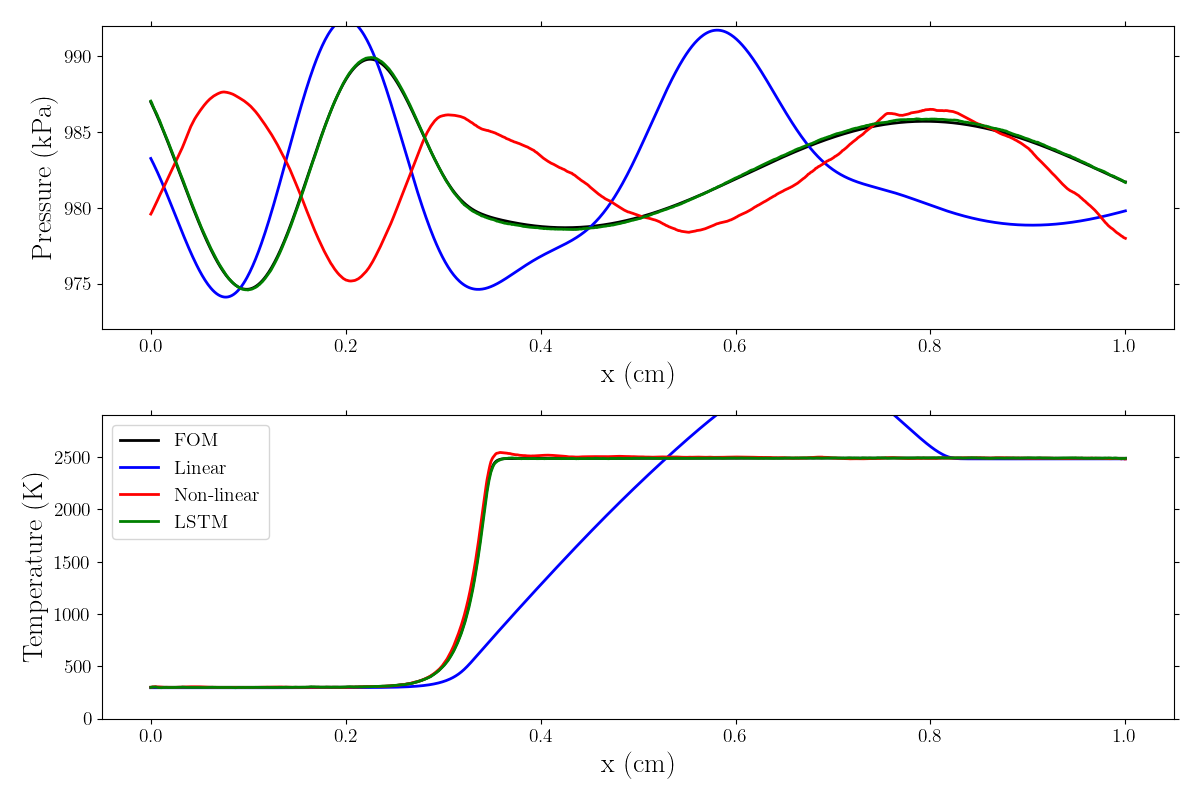 990
985
980
975
Pressure (kPa)
0.0 0.2 0.4 0.6 0.8 1.0
x (cm)
2500
2000
1500
1000
500
0
Temperature (K)
FOM
Linear
Non-linear
LSTM
0.0 0.2 0.4 0.6 0.8 1.0
x (cm)